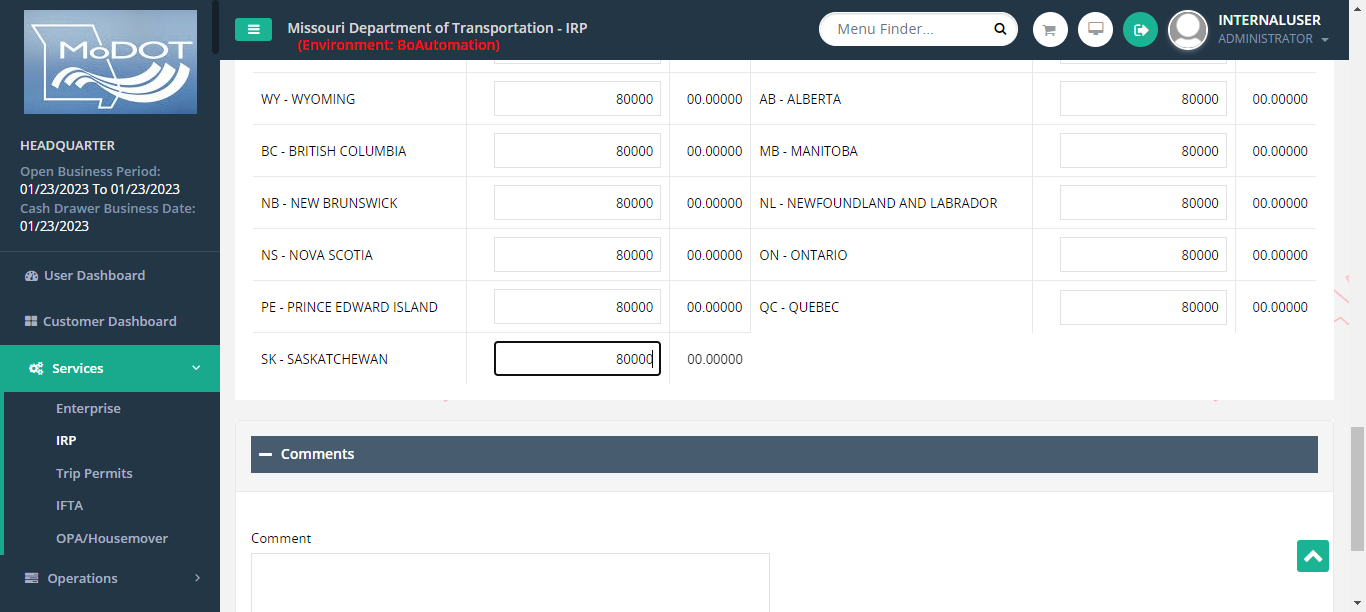 MoDOT
HEADQUARTER
Open Business Period:
01/23/2023 To 01/23/2023
Cash Drawer Business Date:
01/23/2023
User Dashboard
Customer Dashboard
Services
Enterprise
IRP
Trip Permits
IFTA
OPA/Housemover
Operations
Missouri Department of Transportation - IRP
(Environment: BoAutomation)
Menu Finder...
INTERNALUSER
ADMINISTRATOR
WY - WYOMING 80000 00.00000 AB - ALBERTA 80000 00.00000
BC - BRITISH COLUMBIA 80000 00.00000 MB - MANITOBA 80000 00.00000
NB - NEW BRUNSWICK 80000 00.00000 NL - NEWFOUNDLAND AND LABRADOR 80000 00.00000
NS - NOVA SCOTIA 80000 00.00000 ON - ONTARIO 80000 00.00000
PE - PRINCE EDWARD ISLAND 80000 00.00000 QC - QUEBEC 80000 00.00000
SK - SASKATCHEWAN 80000 00.00000
Comments
Comment